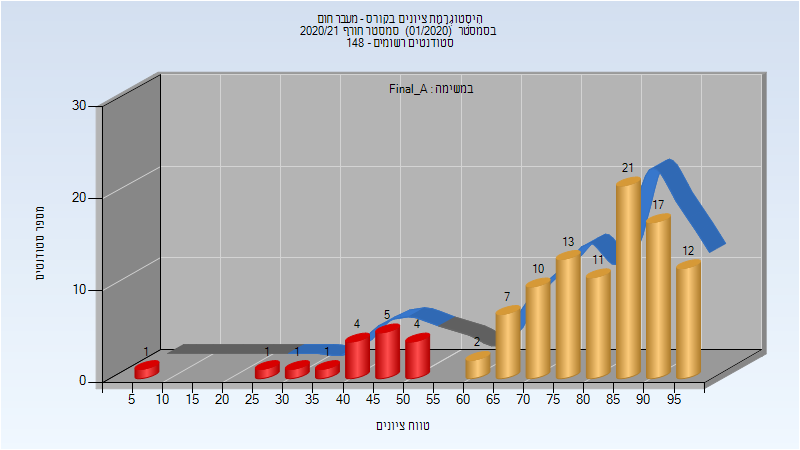 היסטוגרמת ציונים בקורס - מעבר חום
בסמסטר (01/2020) סמסטר חורף 2020/21
סטודנטים רשומים - 148
במשימה : Final_A
מספר סטודנטים
30
20
10
0
1
1
1
1
4
5
4
2
7
10
13
11
21
17
12
5 10 15 20 25 30 35 40 45 50 55 60 65 70 75 80 85 90 95
טווח ציונים